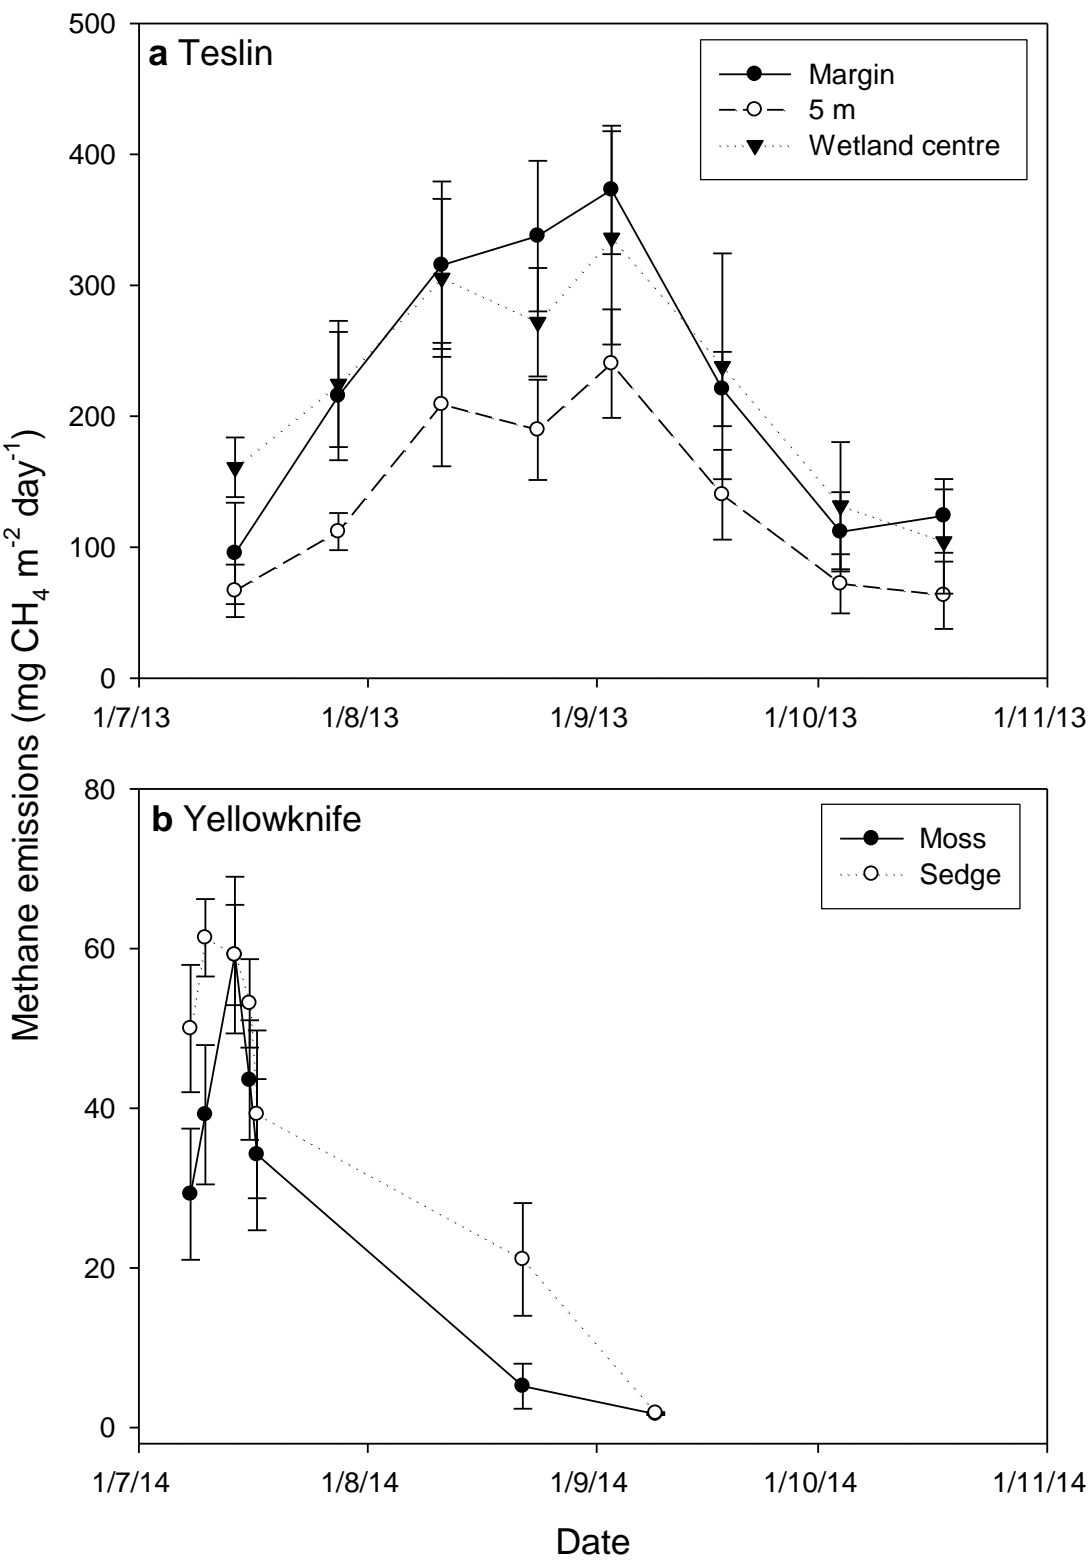 Methane emissions (mg CH₄ m⁻² day⁻¹)
a Teslin
Margin
5 m
Wetland centre
500
400
300
200
100
0
1/7/13 1/8/13 1/9/13 1/10/13 1/11/13
b Yellowknife
Moss
Sedge
80
60
40
20
0
1/7/14 1/8/14 1/9/14 1/10/14 1/11/14
Date